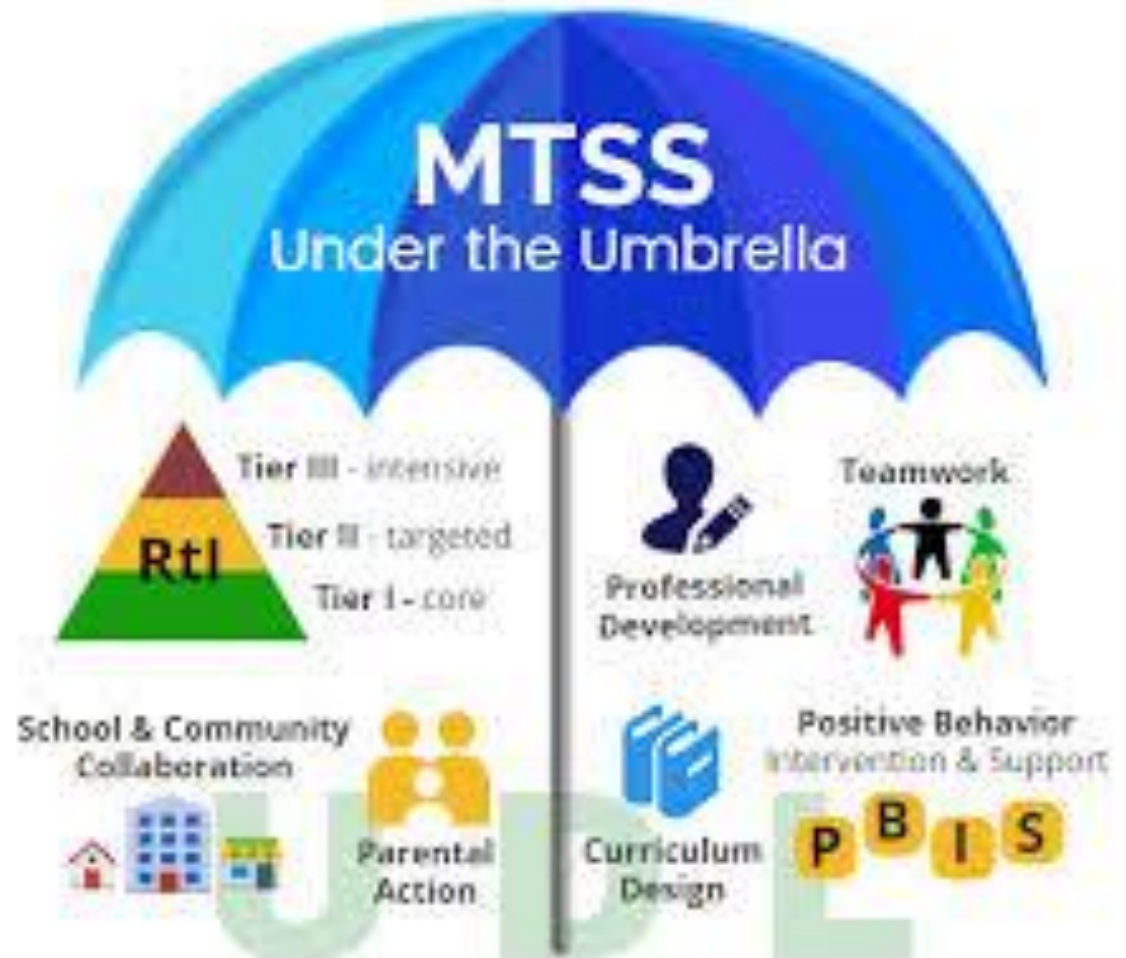 MTSS
Under the Umbrella
Tier III - intensive
Tier II - targeted
RtI
Tier I - core
Professional
Development
Teamwork
School & Community
Collaboration
Parental
Action
Curriculum
Design
Positive Behavior
Intervention & Support
P B I S
U D L